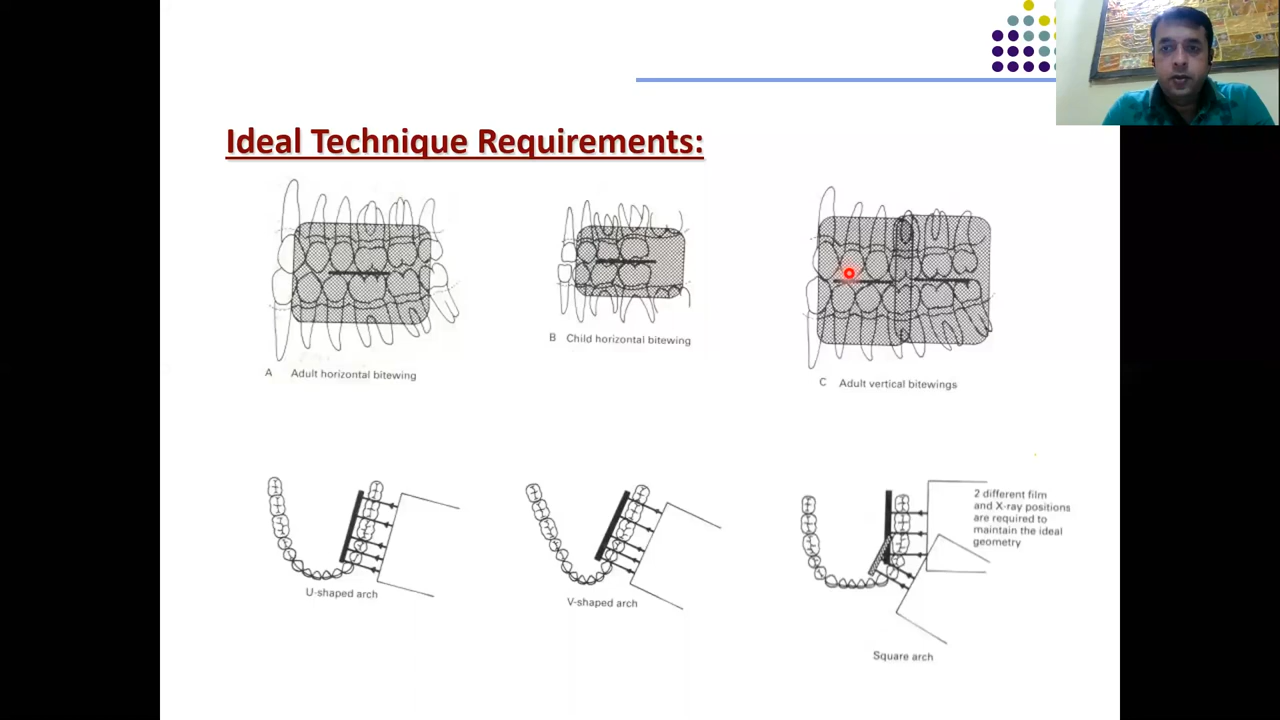 Ideal Technique Requirements:
A Adult horizontal bitewing
B Child horizontal bitewing
C Adult vertical bitewings
U-shaped arch
V-shaped arch
2 different film
and X-ray positions
are required to
maintain the ideal
geometry
Square arch